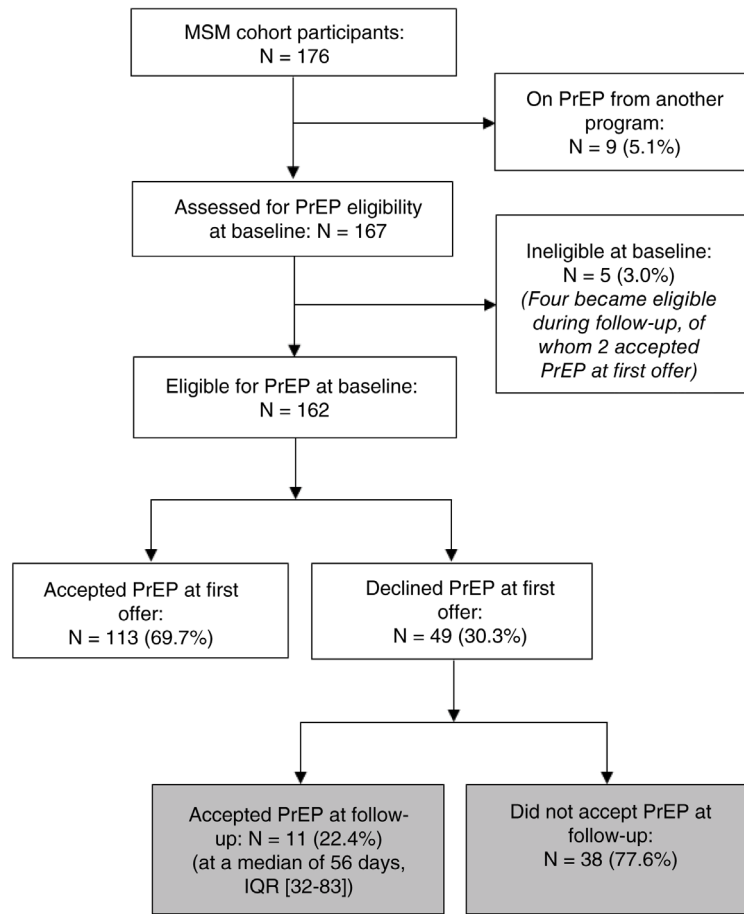 MSM cohort participants:
N = 176
On PrEP from another
program:
N = 9 (5.1%)
Assessed for PrEP eligibility
at baseline: N = 167
Ineligible at baseline:
N = 5 (3.0%)
(Four became eligible
during follow-up, of
whom 2 accepted
PrEP at first offer)
Eligible for PrEP at baseline:
N = 162
Accepted PrEP at first
offer:
N = 113 (69.7%)
Declined PrEP at first
offer:
N = 49 (30.3%)
Accepted PrEP at follow-
up: N = 11 (22.4%)
(at a median of 56 days,
IQR [32-83])
Did not accept PrEP at
follow-up:
N = 38 (77.6%)